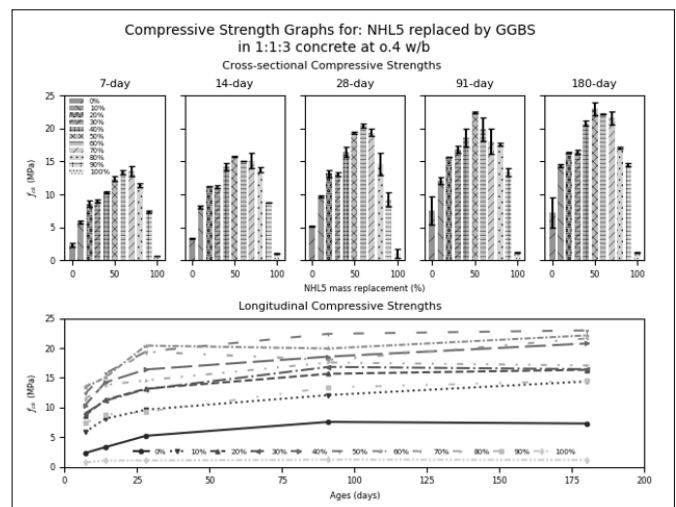 Compressive Strength Graphs for: NHL5 replaced by GGBS
in 1:1:3 concrete at o.4 w/b
Cross-sectional Compressive Strengths
7-day 14-day 28-day 91-day 180-day
25
20
15
10
5
0
fck (MPa)
0%
10%
20%
30%
40%
50%
60%
70%
80%
90%
100%
0 50 100 0 50 100 0 50 100 0 50 100 0 50 100
NHL5 mass replacement (%)
Longitudinal Compressive Strengths
25
20
15
10
5
0
fck (MPa)
0% 10% 20% 30% 40% 50% 60% 70% 80% 90% 100%
0 25 50 75 100 125 150 175 200
Ages (days)